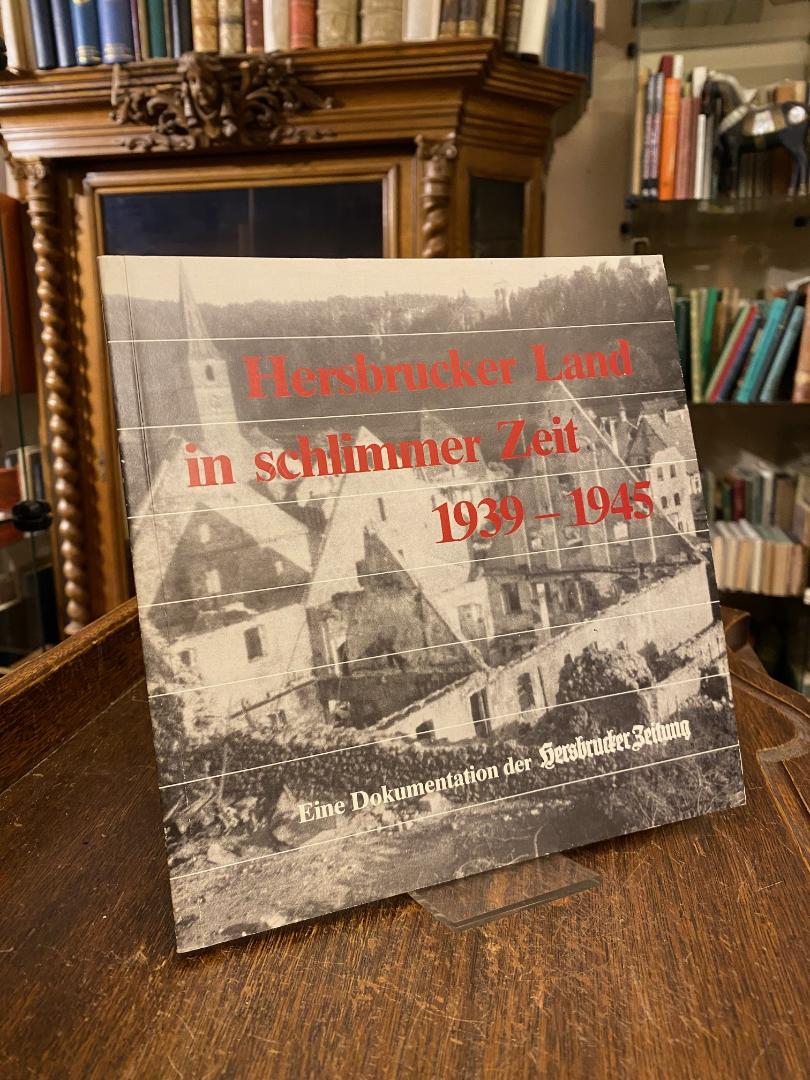 Hersbrucker Land
in schlimmer Zeit
1939 – 1945
Eine Dokumentation der Hersbrucker Zeitung